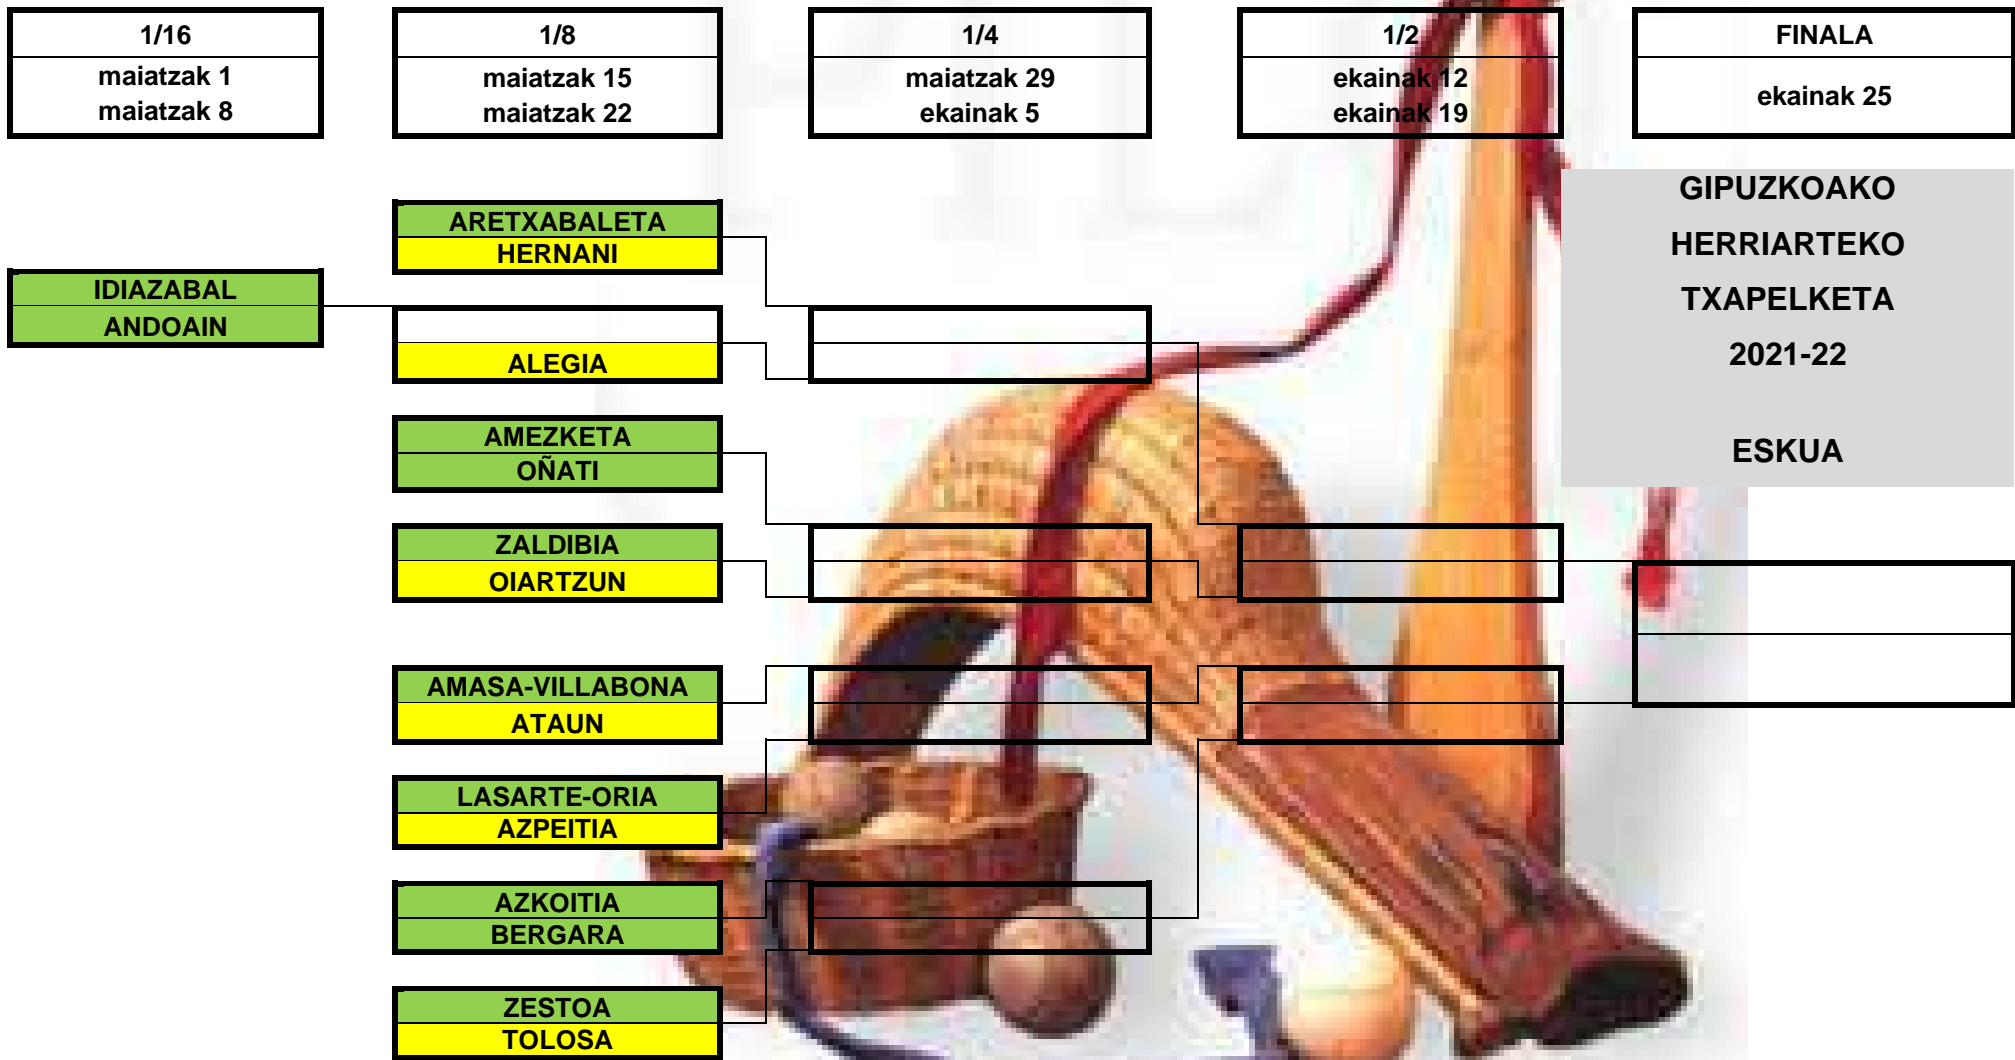 1/16
maiatzak 1
maiatzak 8
1/8
maiatzak 15
maiatzak 22
1/4
maiatzak 29
ekainak 5
1/2
ekainak 12
ekainak 19
FINALA
ekainak 25
GIPUZKOAKO
HERRIARTEKO
TXAPELKETA
2021-22
ESKUA
IDIAZABAL
ANDOAIN
ARETXABALETA
HERNANI
ALEGIA
AMEZKETA
OÑATI
ZALDIBIA
OIARTZUN
AMASA-VILLABONA
ATAUN
LASARTE-ORIA
AZPEITIA
AZKOITIA
BERGARA
ZESTOA
TOLOSA